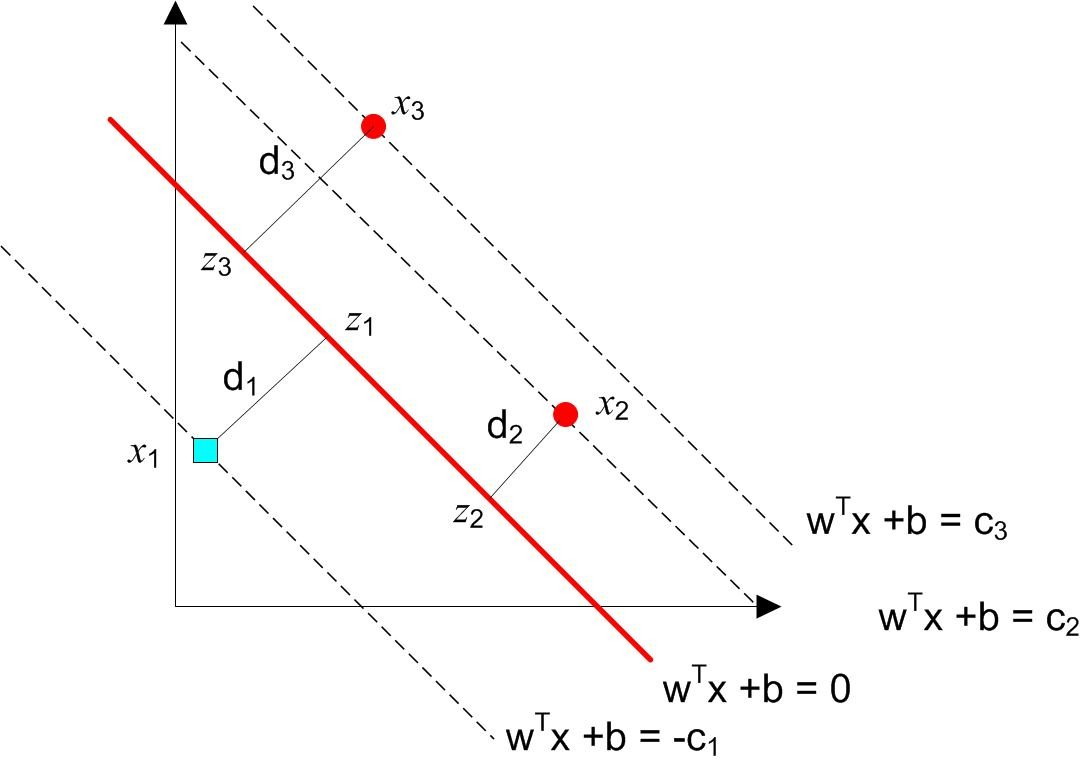 x₃
d₃
z₃
z₁
d₁
x₂
d₂
x₁
z₂
wᵀx +b = c₃
wᵀx +b = c₂
wᵀx +b = 0
wᵀx +b = -c₁